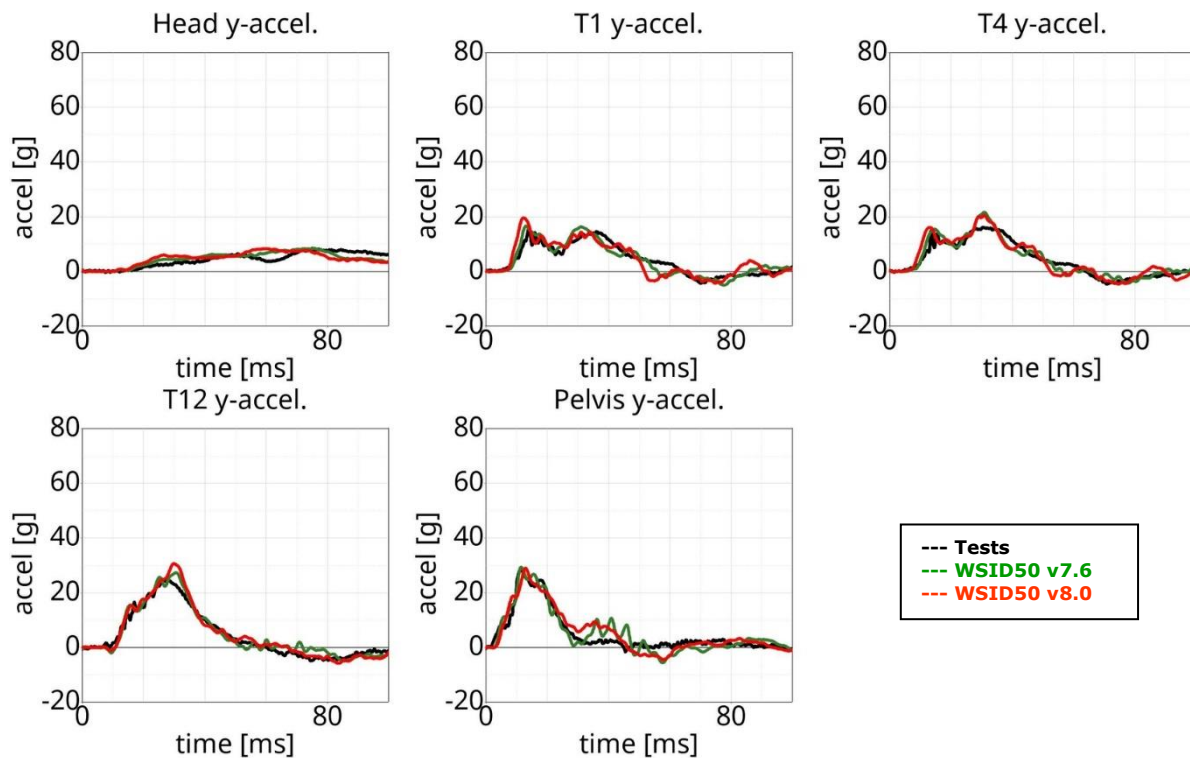 Head y-accel.
80
60
40
20
0
-20
accel [g]
0
80
time [ms]
T1 y-accel.
80
60
40
20
0
-20
accel [g]
0
80
time [ms]
T4 y-accel.
80
60
40
20
0
-20
accel [g]
0
80
time [ms]
T12 y-accel.
80
60
40
20
0
-20
accel [g]
0
80
time [ms]
Pelvis y-accel.
80
60
40
20
0
-20
accel [g]
0
80
time [ms]
--- Tests
--- WSID50 v7.6
--- WSID50 v8.0